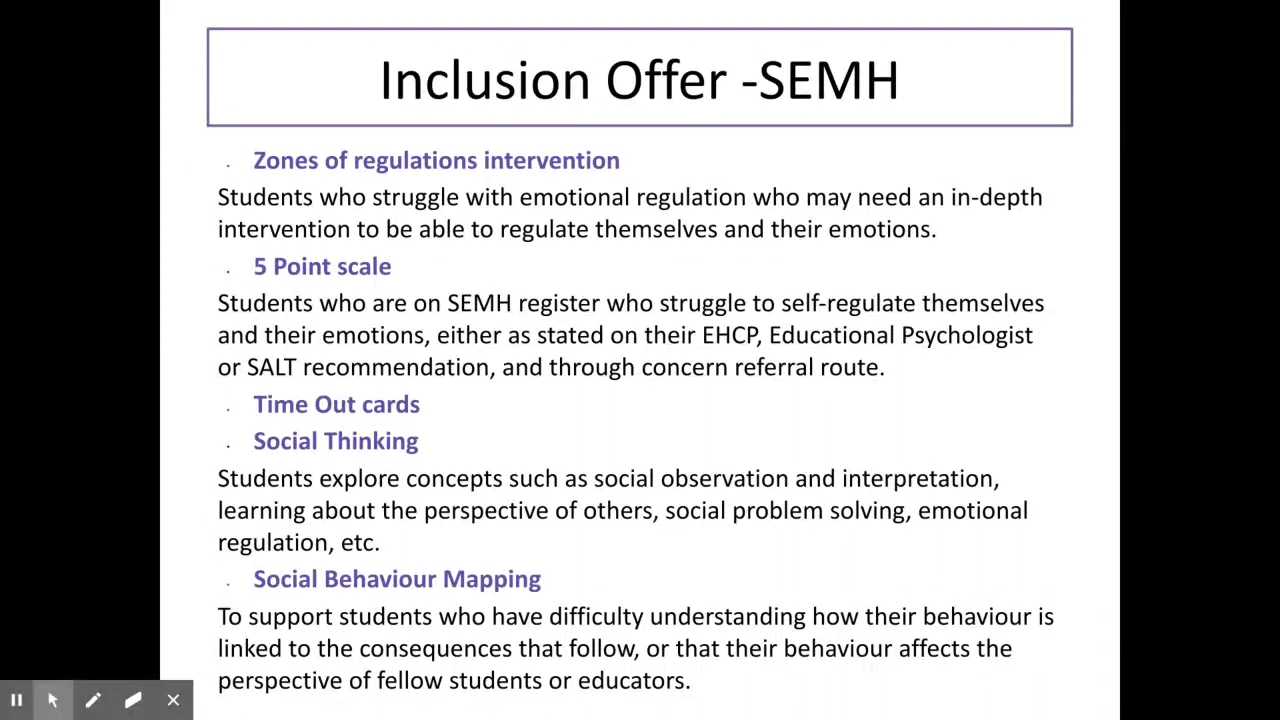 Inclusion Offer -SEMH
. Zones of regulations intervention
Students who struggle with emotional regulation who may need an in-depth
intervention to be able to regulate themselves and their emotions.
. 5 Point scale
Students who are on SEMH register who struggle to self-regulate themselves
and their emotions, either as stated on their EHCP, Educational Psychologist
or SALT recommendation, and through concern referral route.
. Time Out cards
. Social Thinking
Students explore concepts such as social observation and interpretation,
learning about the perspective of others, social problem solving, emotional
regulation, etc.
. Social Behaviour Mapping
To support students who have difficulty understanding how their behaviour is
linked to the consequences that follow, or that their behaviour affects the
perspective of fellow students or educators.